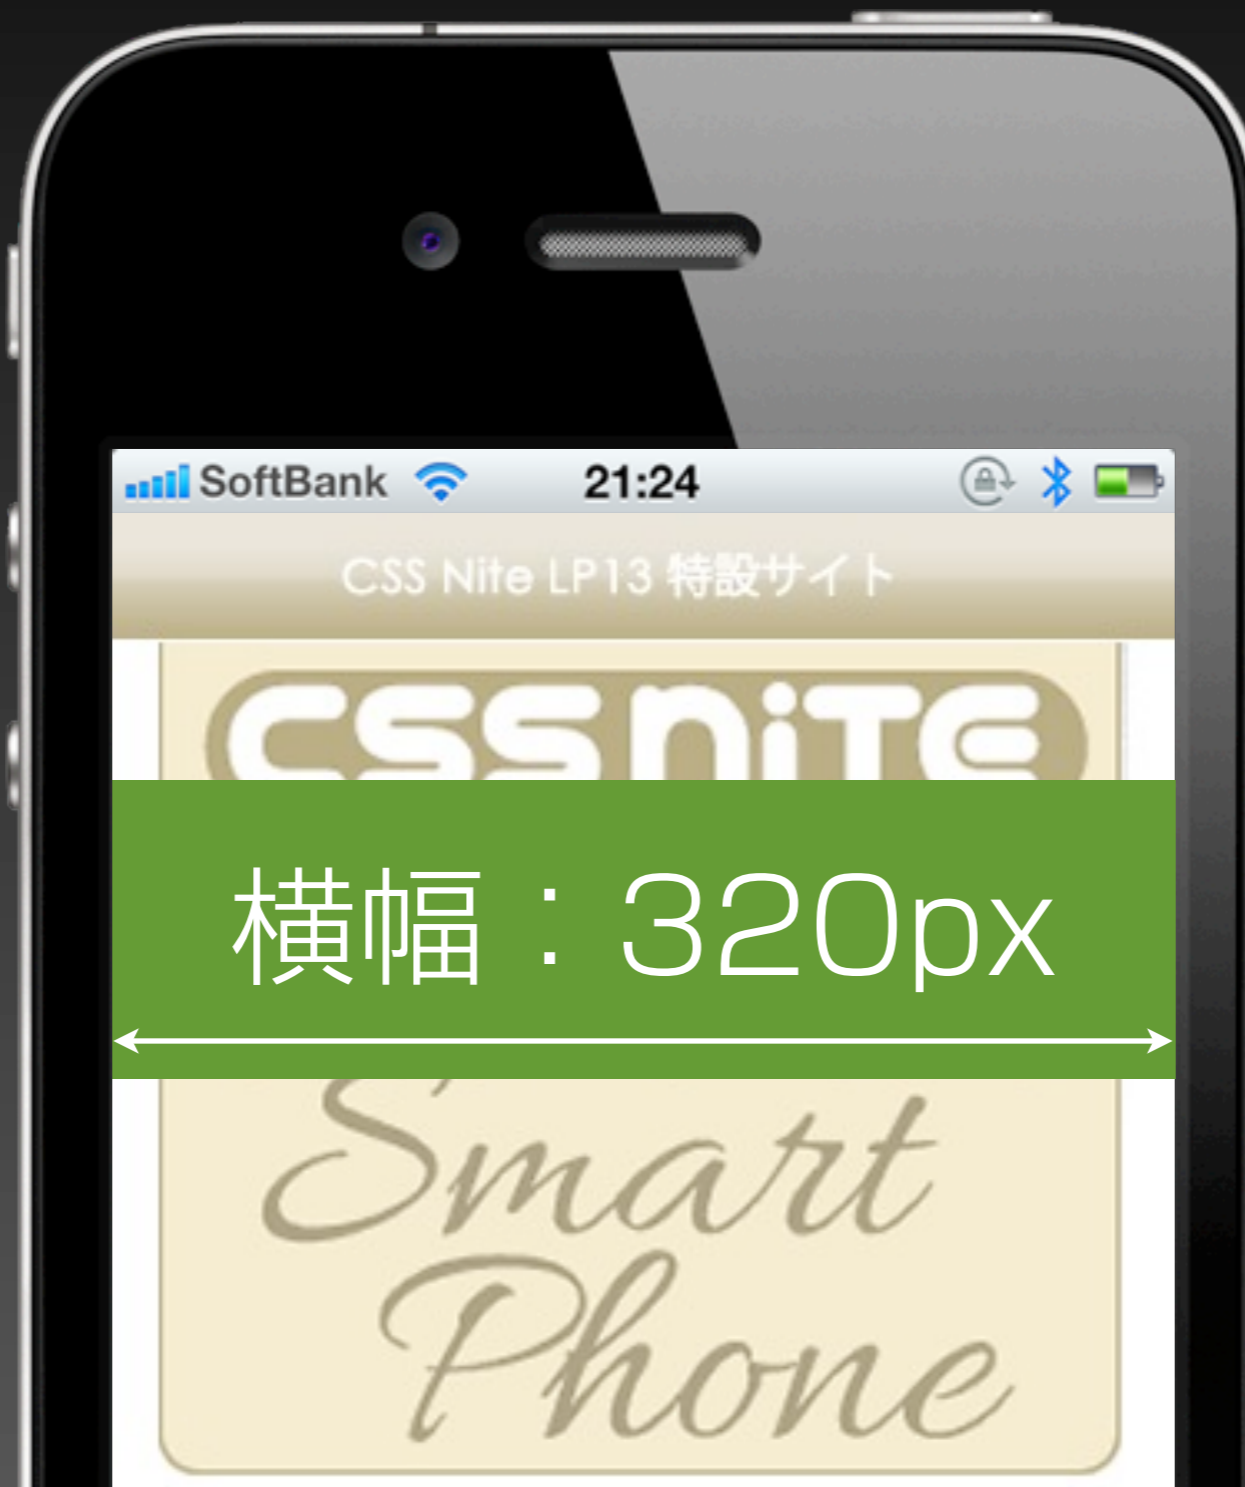 SoftBank 21:24
CSS Nite LP13 特設サイト
CSS NiTE
横幅：320px
Smart
Phone